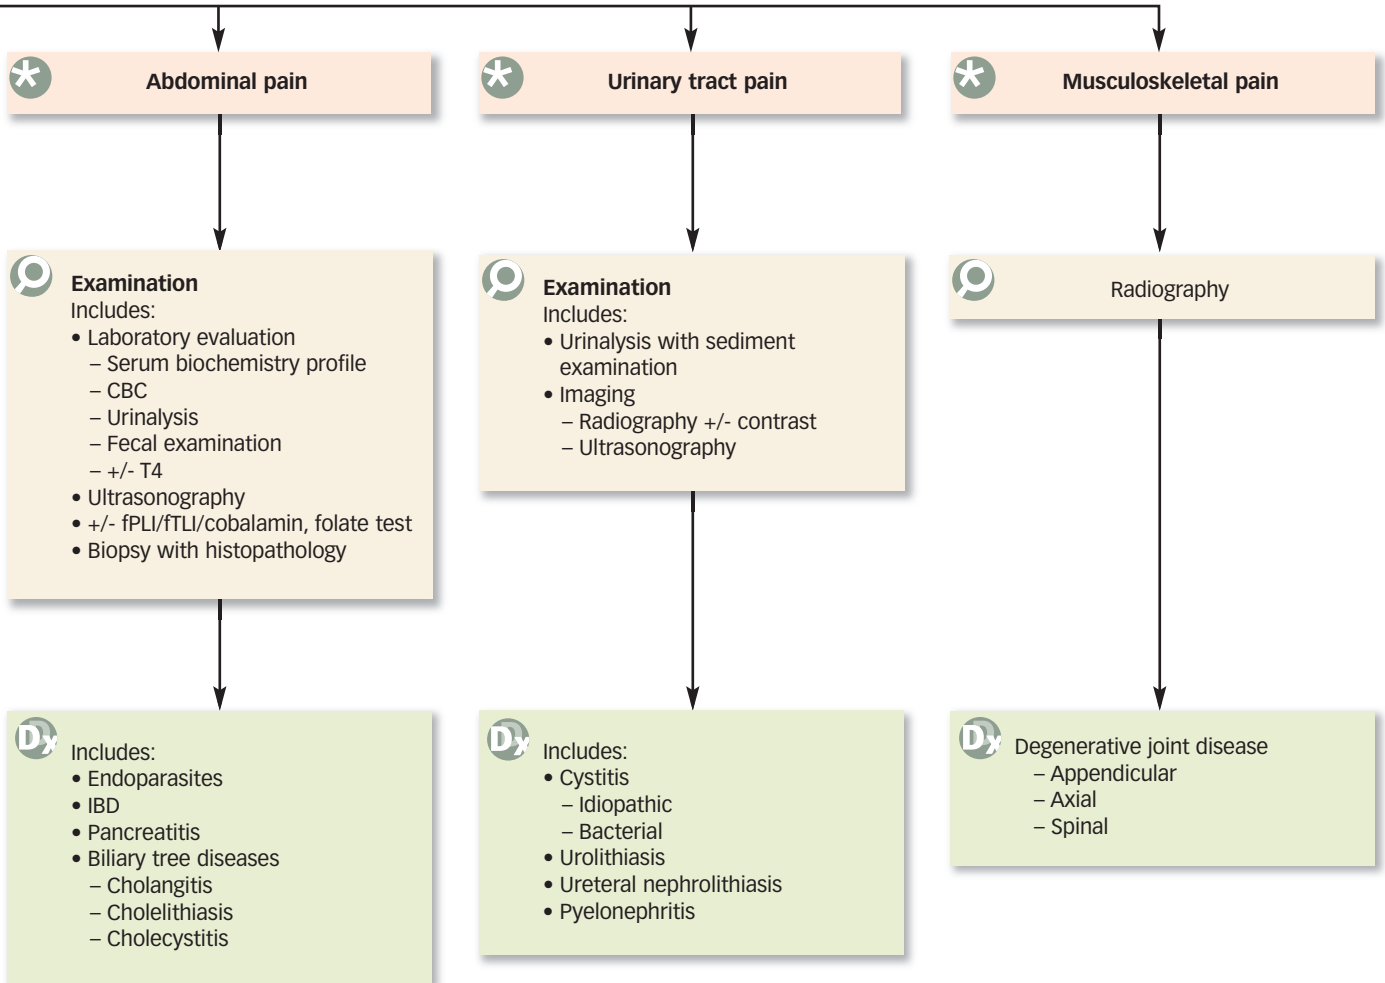 Abdominal pain
Examination
Includes:
• Laboratory evaluation
– Serum biochemistry profile
– CBC
– Urinalysis
– Fecal examination
– +/- T4
• Ultrasonography
• +/- fPLI/fTLI/cobalamin, folate test
• Biopsy with histopathology
Dx
Includes:
• Endoparasites
• IBD
• Pancreatitis
• Biliary tree diseases
– Cholangitis
– Cholelithiasis
– Cholecystitis
Urinary tract pain
Examination
Includes:
• Urinalysis with sediment
examination
• Imaging
– Radiography +/- contrast
– Ultrasonography
Dx
Includes:
• Cystitis
– Idiopathic
– Bacterial
• Urolithiasis
• Ureteral nephrolithiasis
• Pyelonephritis
Musculoskeletal pain
Radiography
Dx
Degenerative joint disease
– Appendicular
– Axial
– Spinal